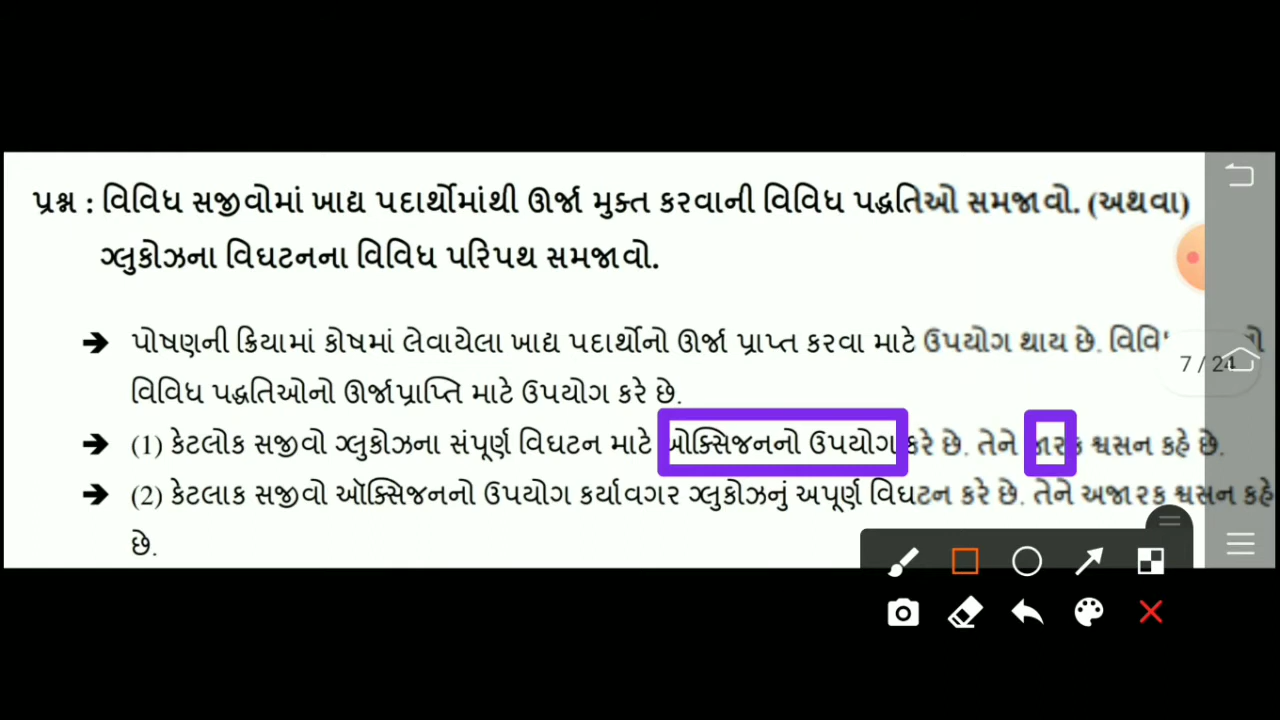 પ્રશ્ન : વિવિધ સજીવોમાં ખાદ્ય પદાર્થોમાંથી ઊર્જા મુક્ત કરવાની વિવિધ પદ્ધતિઓ સમજાવો. (અથવા)
ગ્લુકોઝના વિઘટનના વિવિધ પરિપથ સમજાવો.
➔ પોષણની ક્રિયામાં કોષમાં લેવાયેલા ખાદ્ય પદાર્થોનો ઊર્જા પ્રાપ્ત કરવા માટે ઉપયોગ થાય છે.
7 / 24
વિવિધ પદ્ધતિઓનો ઊર્જાપ્રાપ્તિ માટે ઉપયોગ કરે છે.
➔ (1) કેટલોક સજીવો ગ્લુકોઝના સંપૂર્ણ વિઘટન માટે ઓક્સિજનનો ઉપયોગ કરે છે. તેને જારક શ્વસન કહે છે.
➔ (2) કેટલાક સજીવો ઑક્સિજનનો ઉપયોગ કર્યાવગર ગ્લુકોઝનું અપૂર્ણ વિઘટન કરે છે. તેને અજારક શ્વસન કહે
છે.